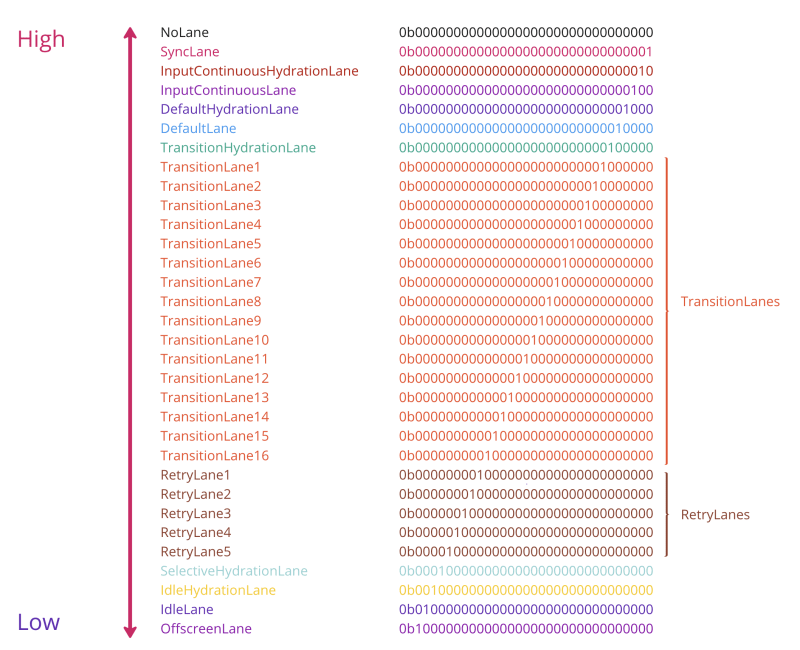 High
NoLane 0b0000000000000000000000000000000
SyncLane 0b0000000000000000000000000000001
InputContinuousHydrationLane 0b0000000000000000000000000000010
InputContinuousLane 0b0000000000000000000000000000100
DefaultHydrationLane 0b0000000000000000000000000001000
DefaultLane 0b0000000000000000000000000010000
TransitionHydrationLane 0b0000000000000000000000000100000
TransitionLane1 0b0000000000000000000000001000000
TransitionLane2 0b0000000000000000000000010000000
TransitionLane3 0b0000000000000000000000100000000
TransitionLane4 0b0000000000000000000001000000000
TransitionLane5 0b0000000000000000000010000000000
TransitionLane6 0b0000000000000000000100000000000
TransitionLane7 0b0000000000000000001000000000000
TransitionLane8 0b0000000000000000010000000000000
TransitionLane9 0b0000000000000000100000000000000
TransitionLane10 0b0000000000000001000000000000000
TransitionLane11 0b0000000000000010000000000000000
TransitionLane12 0b0000000000000100000000000000000
TransitionLane13 0b0000000000001000000000000000000
TransitionLane14 0b0000000000010000000000000000000
TransitionLane15 0b0000000000100000000000000000000
TransitionLane16 0b0000000001000000000000000000000
TransitionLanes
RetryLane1 0b0000000010000000000000000000000
RetryLane2 0b0000000100000000000000000000000
RetryLane3 0b0000001000000000000000000000000
RetryLane4 0b0000010000000000000000000000000
RetryLane5 0b0000100000000000000000000000000
RetryLanes
SelectiveHydrationLane 0b0001000000000000000000000000000
IdleHydrationLane 0b0010000000000000000000000000000
IdleLane 0b0100000000000000000000000000000
OffscreenLane 0b1000000000000000000000000000000
Low